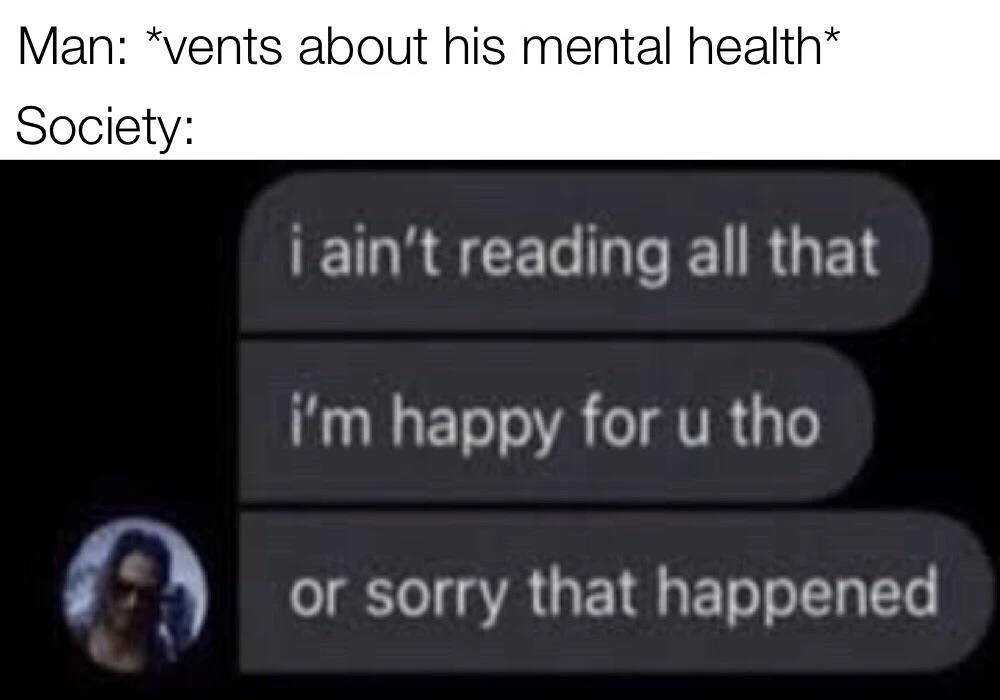 Man: *vents about his mental health*
Society:
i ain't reading all that
i'm happy for u tho
or sorry that happened